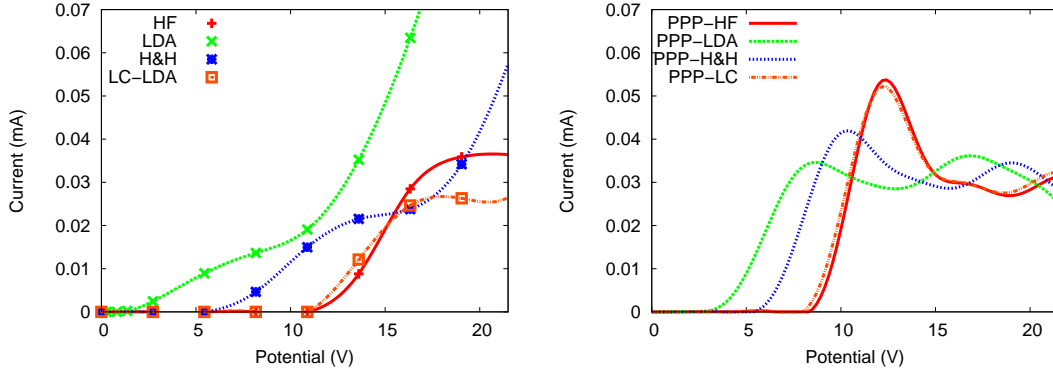 0.07
0.06
0.05
0.04
0.03
0.02
0.01
0
Current (mA)
HF
LDA
H&H
LC−LDA
0 5 10 15 20
Potential (V)
0.07
0.06
0.05
0.04
0.03
0.02
0.01
0
Current (mA)
PPP−HF
PPP−LDA
PPP−H&H
PPP−LC
0 5 10 15 20
Potential (V)